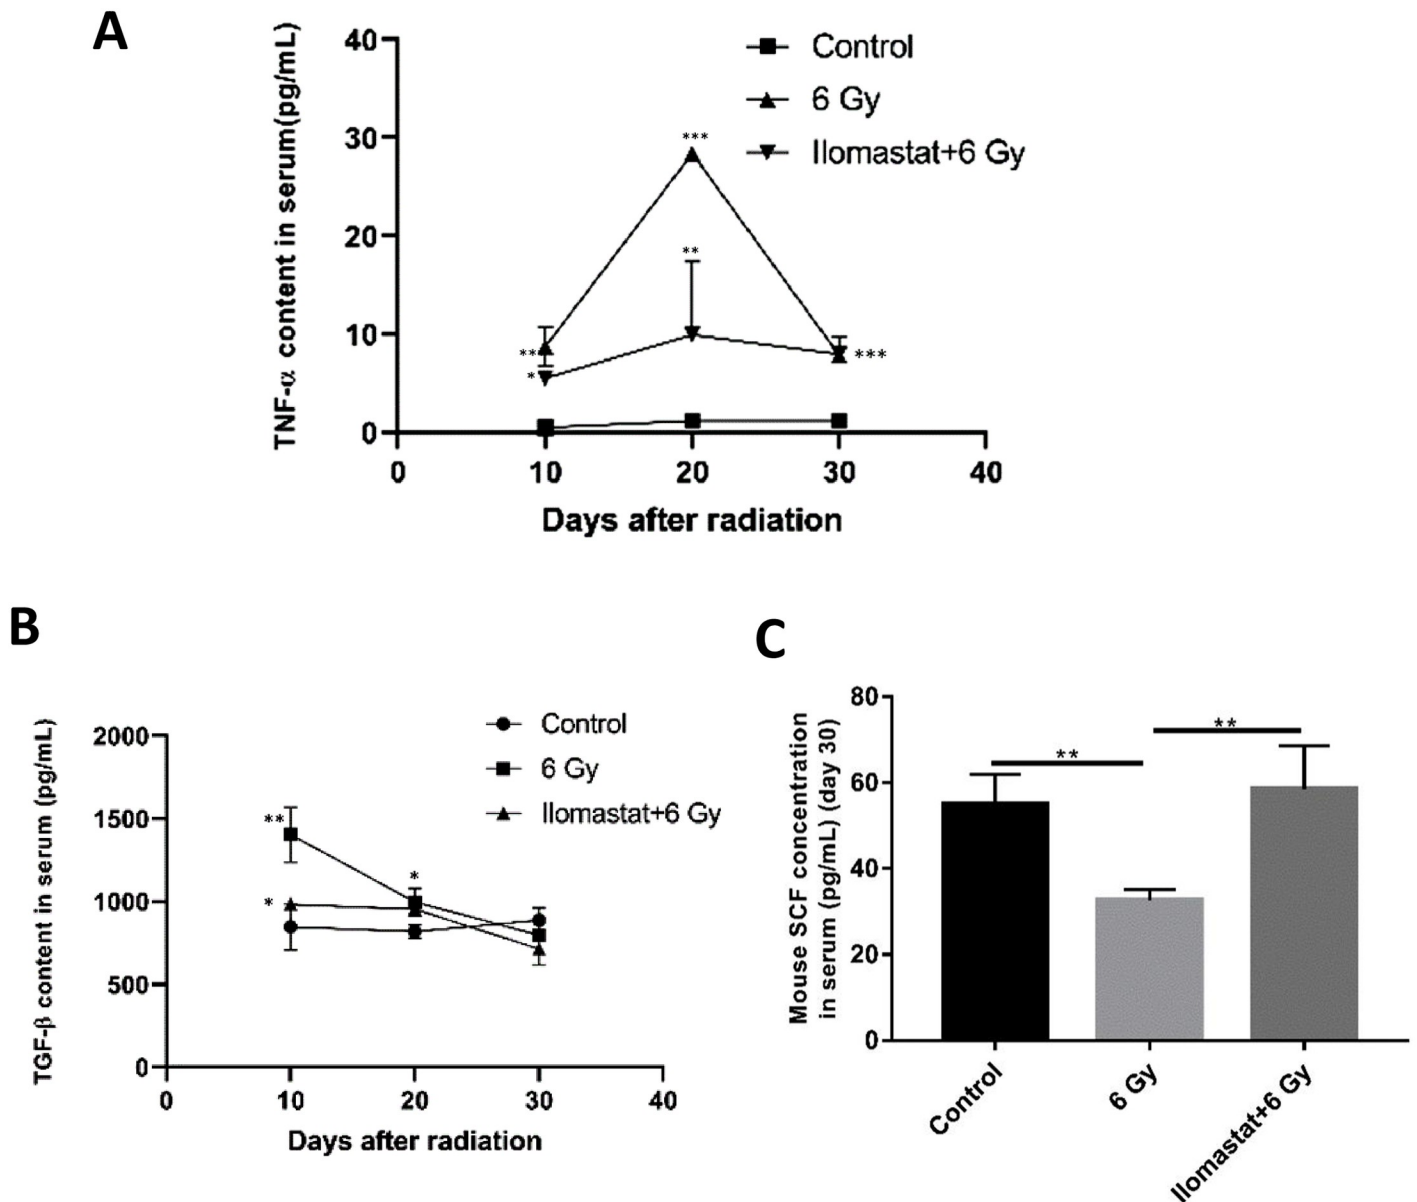 A
TNF-α content in serum(pg/mL)
40
30
20
10
0
Control
6 Gy
Ilomastat+6 Gy
***
**
**
*
***
0 10 20 30 40
Days after radiation
B
TGF-β content in serum (pg/mL)
2000
1500
1000
500
0
Control
6 Gy
Ilomastat+6 Gy
**
*
*
0 10 20 30 40
Days after radiation
C
Mouse SCF concentration
in serum (pg/mL) (day 30)
80
60
40
20
0
**
**
Control
6 Gy
Ilomastat+6 Gy